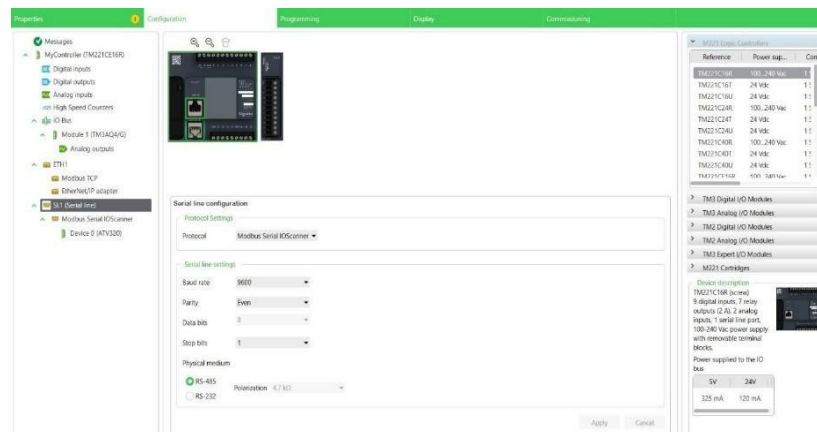 Properties
Configuration
Programming
Display
Commissioning
Messages
MyController (TM221CE16R)
Digital inputs
Digital outputs
Analog inputs
High Speed Counters
IO Bus
Module 1 (TM3AQ4/G)
Analog outputs
ETH1
Modbus TCP
EtherNet/IP adapter
SL1 (Serial line)
Modbus Serial IOScanner
Device 0 (ATV320)
Serial line configuration
Protocol Settings
Protocol Modbus Serial IOScanner
Serial line settings
Baud rate 9600
Parity Even
Data bits 8
Stop bits 1
Physical medium
RS-485
Polarization 4.7 kΩ
RS-232
Apply Cancel
M221 Logic Controllers
Reference Power sup... Con
TM221C16R 100...240 Vac
TM221C16T 24 Vdc
TM221C16U 24 Vdc
TM221C24R 100...240 Vac
TM221C24T 24 Vdc
TM221C24U 24 Vdc
TM221C40R 100...240 Vac
TM221C40T 24 Vdc
TM221C40U 24 Vdc
TM221CE16R 100...240 Vac
TM3 Digital I/O Modules
TM3 Analog I/O Modules
TM2 Digital I/O Modules
TM2 Analog I/O Modules
TM3 Expert I/O Modules
M221 Cartridges
Device description
TM221C16R (screw)
9 digital inputs, 7 relay
outputs (2 A), 2 analog
inputs, 1 serial line port,
100-240 Vac power supply
with removable terminal
blocks.
Power supplied to the IO
bus
5V 24V
325 mA 120 mA